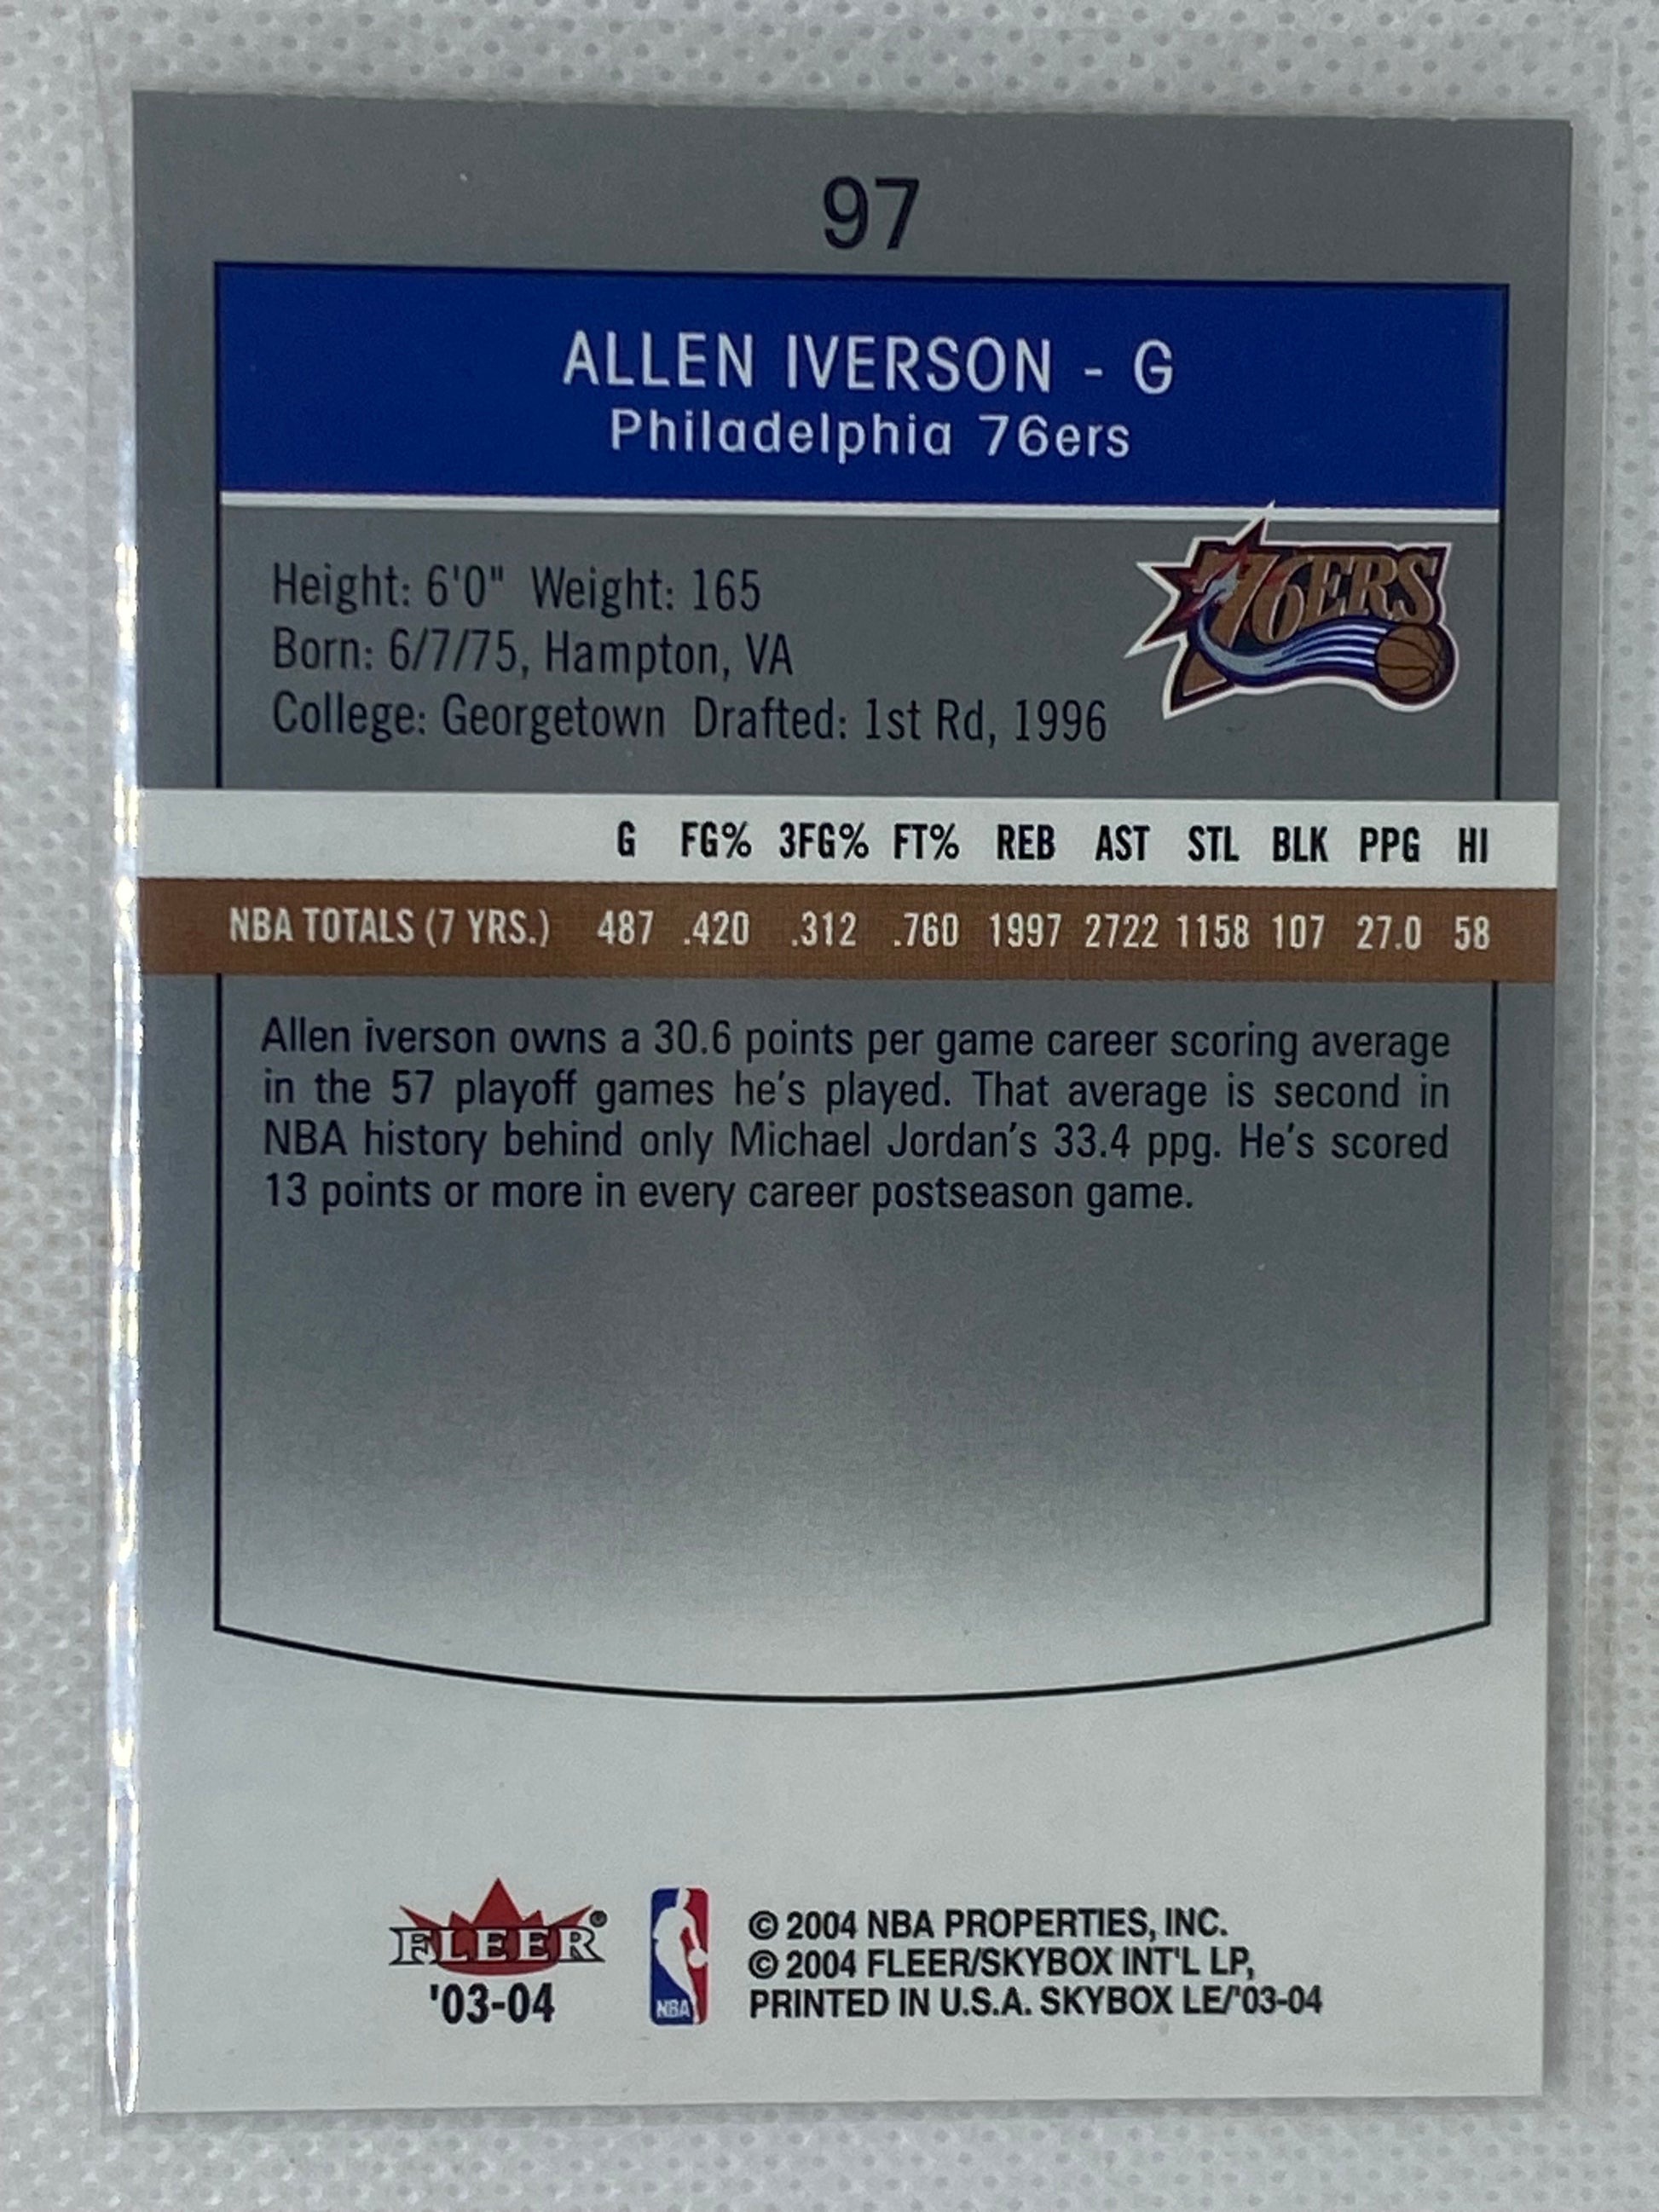 97
ALLEN IVERSON - G
Philadelphia 76ers
76ERS
Height: 6'0" Weight: 165
Born: 6/7/75, Hampton, VA
College: Georgetown Drafted: 1st Rd, 1996
G FG% 3FG% FT% REB AST STL BLK PPG HI
NBA TOTALS (7 YRS.) 487 .420 .312 .760 1997 2722 1158 107 27.0 58
Allen Iverson owns a 30.6 points per game career scoring average
in the 57 playoff games he's played. That average is second in
NBA history behind only Michael Jordan's 33.4 ppg. He's scored
13 points or more in every career postseason game.
FLEER®
'03-04
NBA
© 2004 NBA PROPERTIES, INC.
© 2004 FLEER/SKYBOX INT'L LP,
PRINTED IN U.S.A. SKYBOX LE/'03-04